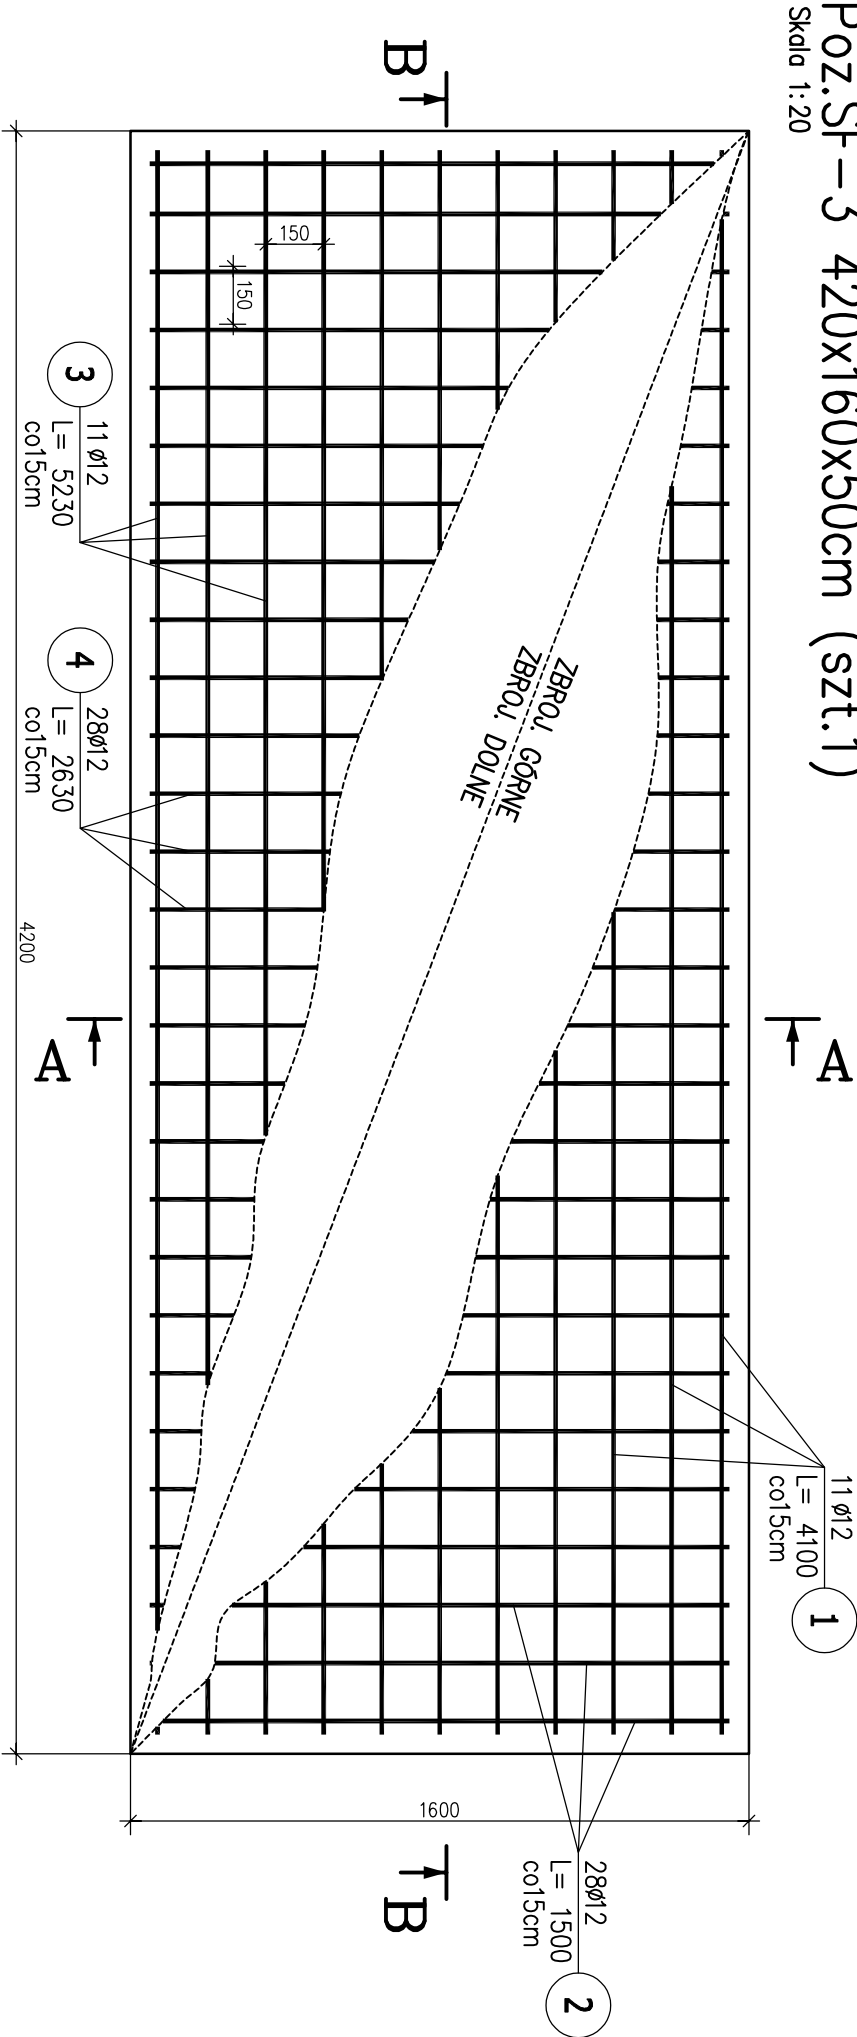 Poz.SF-3 420x160x50cm (szt.1)
Skala 1:20
A
A
B
B
11ø12
L= 4100
co15cm
1
28ø12
L= 1500
co15cm
2
1600
150
150
ZBROJ. GÓRNE
ZBROJ. DOLNE
3
11ø12
L= 5230
co15cm
4
28ø12
L= 2630
co15cm
4200